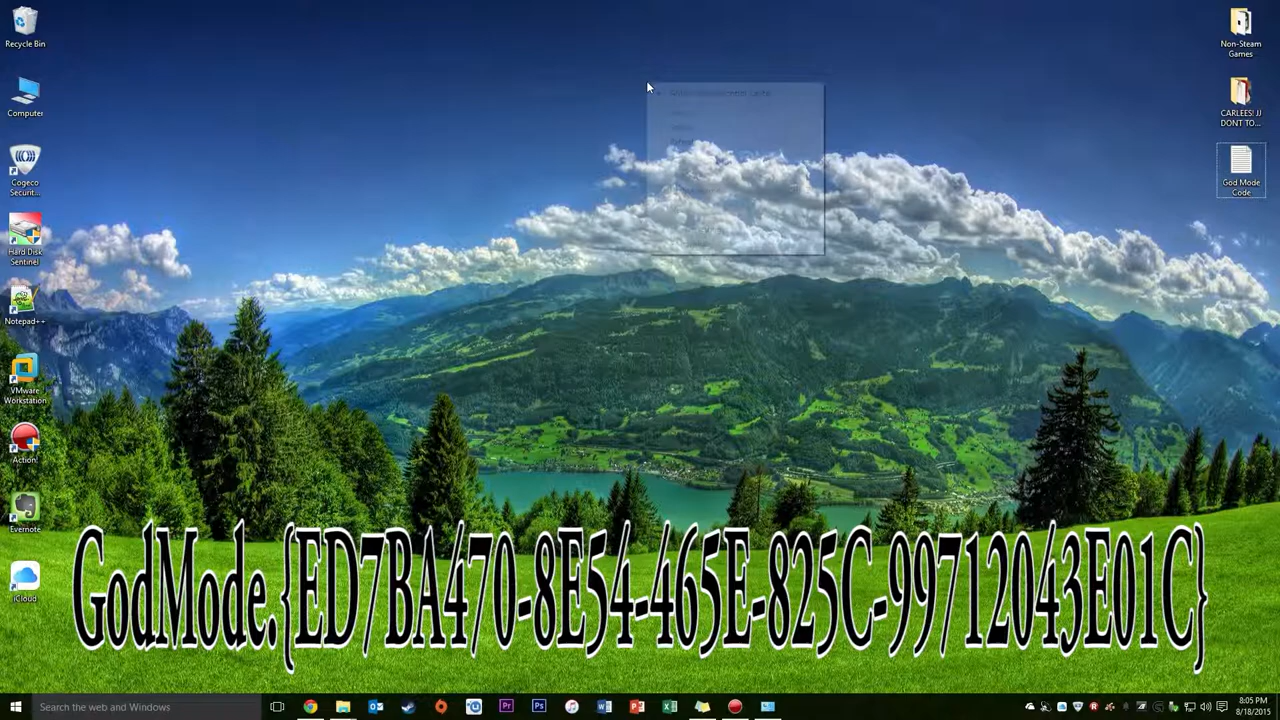 Recycle Bin
Computer
Cogeco
Securit...
Hard Disk
Sentinel
Notepad++
VMware
Workstation
Action!
Evernote
iCloud
Non-Steam
Games
CARLEES! JJ
DONT TO...
God Mode
Code
GodMode.{ED7BA470-8E54-465E-825C-99712043E01C}
Search the web and Windows
8:05 PM
8/18/2015